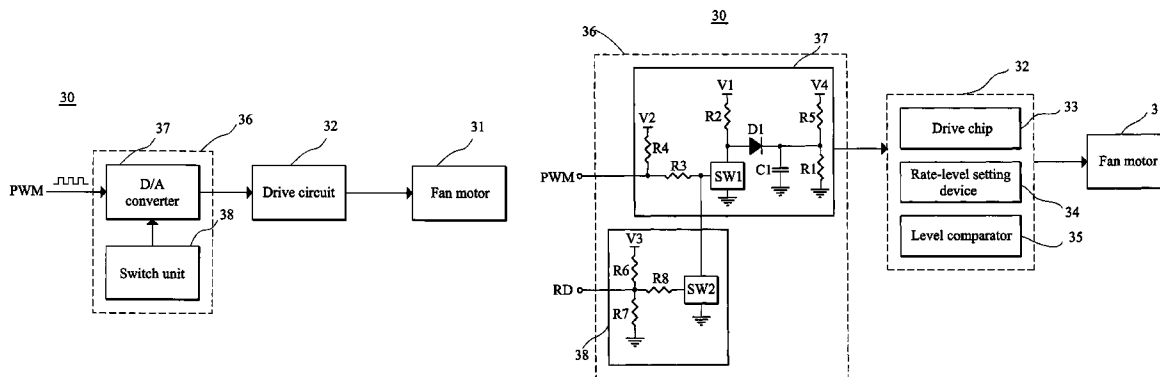 30
37
36
32
31
PWM
D/A
converter
Drive circuit
Fan motor
38
Switch unit
30
36
37
32
V1
V4
V2
R2
D1
R5
R4
R3
SW1
C1
R1
PWM
V3
R6
R8
SW2
RD
R7
38
33
Drive chip
Rate-level setting
device
34
Level comparator
35
3
Fan motor